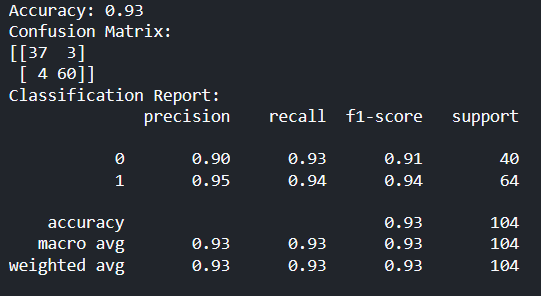 Accuracy: 0.93
Confusion Matrix:
[[37  3]
 [ 4 60]]
Classification Report:
              precision    recall  f1-score   support

           0       0.90      0.93      0.91        40
           1       0.95      0.94      0.94        64

    accuracy                           0.93       104
   macro avg       0.93      0.93      0.93       104
weighted avg       0.93      0.93      0.93       104